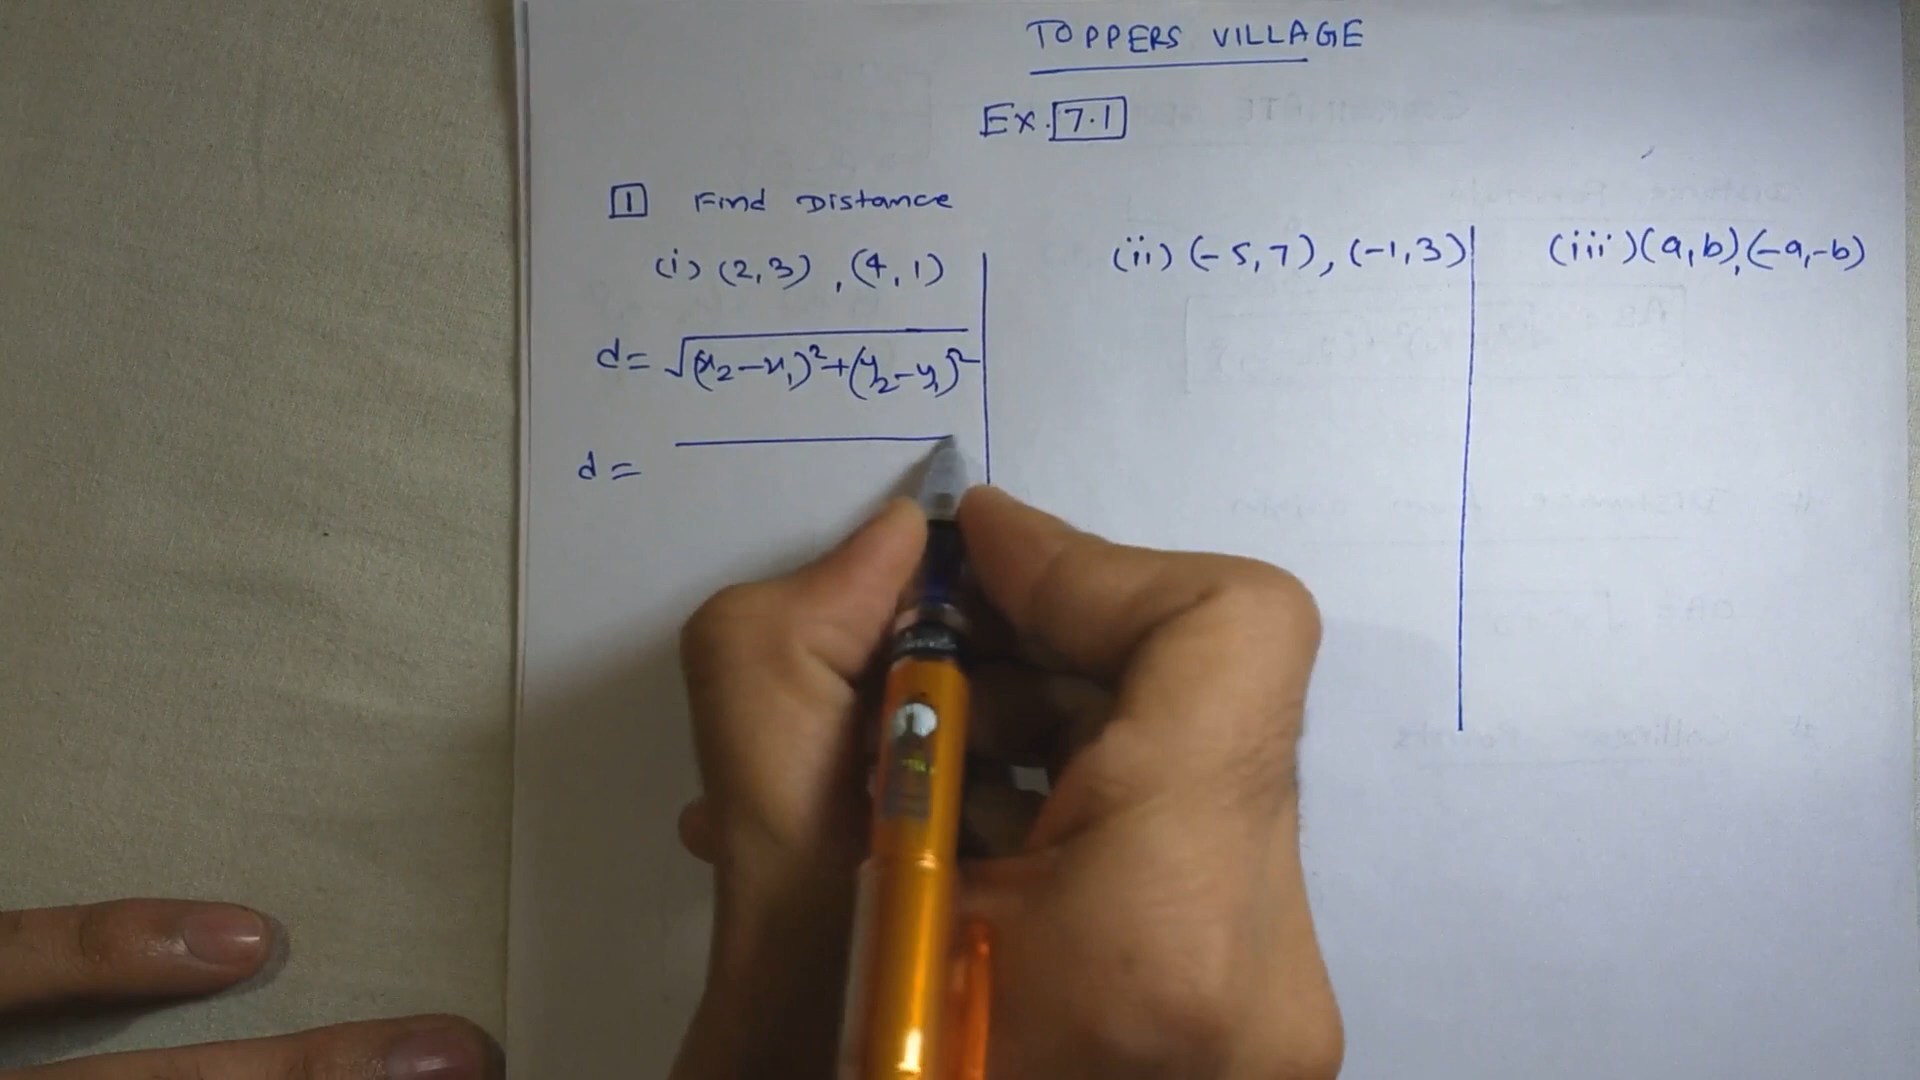 TOPPERS VILLAGE
Ex. 7.1
1 Find Distance
(i) (2,3) , (4,1)
(ii) (-5,7), (-1,3)
(iii) (a,b), (-a,-b)
d= √(x₂-x₁)²+(y₂-y₁)²
d =